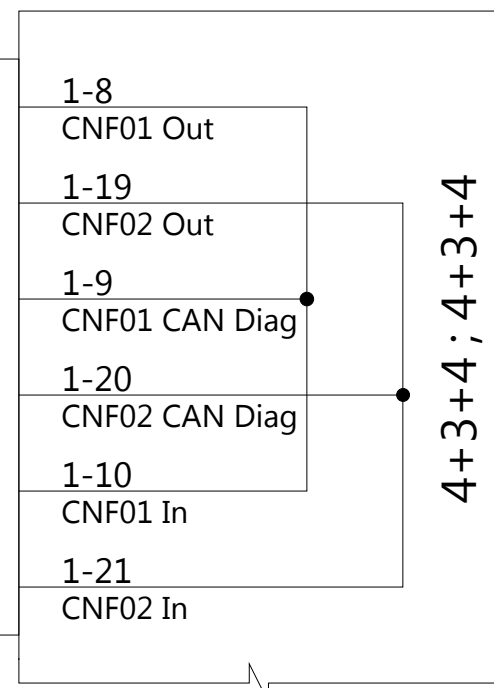 1-8
CNF01 Out
1-19
CNF02 Out
1-9
CNF01 CAN Diag
1-20
CNF02 CAN Diag
1-10
CNF01 In
1-21
CNF02 In
4+3+4 ; 4+3+4